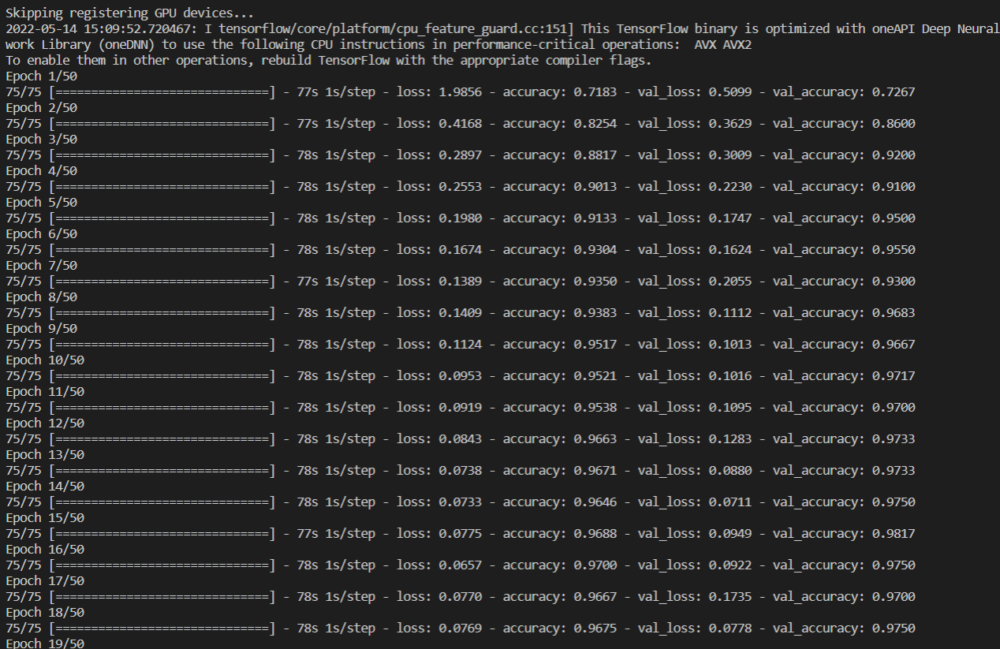 Skipping registering GPU devices...
2022-05-14 15:09:52.720467: I tensorflow/core/platform/cpu_feature_guard.cc:151] This TensorFlow binary is optimized with oneAPI Deep Neural
work Library (oneDNN) to use the following CPU instructions in performance-critical operations:  AVX AVX2
To enable them in other operations, rebuild TensorFlow with the appropriate compiler flags.
Epoch 1/50
75/75 [==============================] - 77s 1s/step - loss: 1.9856 - accuracy: 0.7183 - val_loss: 0.5099 - val_accuracy: 0.7267
Epoch 2/50
75/75 [==============================] - 77s 1s/step - loss: 0.4168 - accuracy: 0.8254 - val_loss: 0.3629 - val_accuracy: 0.8600
Epoch 3/50
75/75 [==============================] - 78s 1s/step - loss: 0.2897 - accuracy: 0.8817 - val_loss: 0.3009 - val_accuracy: 0.9200
Epoch 4/50
75/75 [==============================] - 78s 1s/step - loss: 0.2553 - accuracy: 0.9013 - val_loss: 0.2230 - val_accuracy: 0.9100
Epoch 5/50
75/75 [==============================] - 78s 1s/step - loss: 0.1980 - accuracy: 0.9133 - val_loss: 0.1747 - val_accuracy: 0.9500
Epoch 6/50
75/75 [==============================] - 78s 1s/step - loss: 0.1674 - accuracy: 0.9304 - val_loss: 0.1624 - val_accuracy: 0.9550
Epoch 7/50
75/75 [==============================] - 77s 1s/step - loss: 0.1389 - accuracy: 0.9350 - val_loss: 0.2055 - val_accuracy: 0.9300
Epoch 8/50
75/75 [==============================] - 78s 1s/step - loss: 0.1409 - accuracy: 0.9383 - val_loss: 0.1112 - val_accuracy: 0.9683
Epoch 9/50
75/75 [==============================] - 78s 1s/step - loss: 0.1124 - accuracy: 0.9517 - val_loss: 0.1013 - val_accuracy: 0.9667
Epoch 10/50
75/75 [==============================] - 78s 1s/step - loss: 0.0953 - accuracy: 0.9521 - val_loss: 0.1016 - val_accuracy: 0.9717
Epoch 11/50
75/75 [==============================] - 78s 1s/step - loss: 0.0919 - accuracy: 0.9538 - val_loss: 0.1095 - val_accuracy: 0.9700
Epoch 12/50
75/75 [==============================] - 78s 1s/step - loss: 0.0843 - accuracy: 0.9663 - val_loss: 0.1283 - val_accuracy: 0.9733
Epoch 13/50
75/75 [==============================] - 78s 1s/step - loss: 0.0738 - accuracy: 0.9671 - val_loss: 0.0880 - val_accuracy: 0.9733
Epoch 14/50
75/75 [==============================] - 78s 1s/step - loss: 0.0733 - accuracy: 0.9646 - val_loss: 0.0711 - val_accuracy: 0.9750
Epoch 15/50
75/75 [==============================] - 77s 1s/step - loss: 0.0775 - accuracy: 0.9688 - val_loss: 0.0949 - val_accuracy: 0.9817
Epoch 16/50
75/75 [==============================] - 78s 1s/step - loss: 0.0657 - accuracy: 0.9700 - val_loss: 0.0922 - val_accuracy: 0.9750
Epoch 17/50
75/75 [==============================] - 78s 1s/step - loss: 0.0770 - accuracy: 0.9667 - val_loss: 0.1735 - val_accuracy: 0.9700
Epoch 18/50
75/75 [==============================] - 78s 1s/step - loss: 0.0769 - accuracy: 0.9675 - val_loss: 0.0778 - val_accuracy: 0.9750
Epoch 19/50